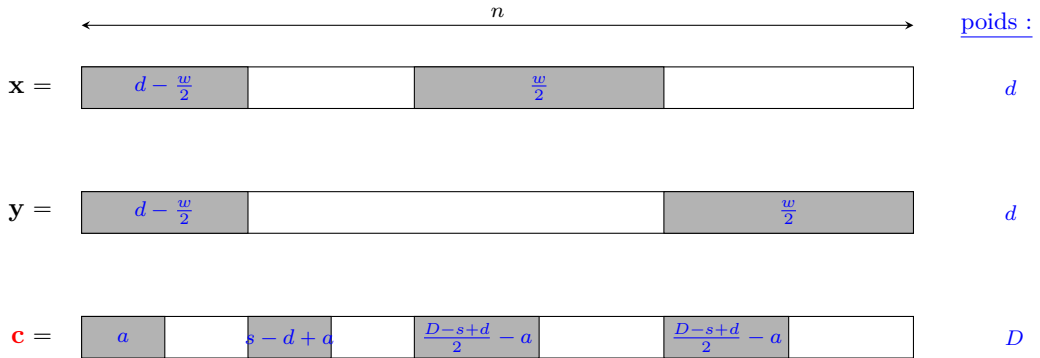 n poids :
x = d − w/2 w/2 d
y = d − w/2 w/2 d
c = a s − d + a (D−s+d)/2 − a (D−s+d)/2 − a D